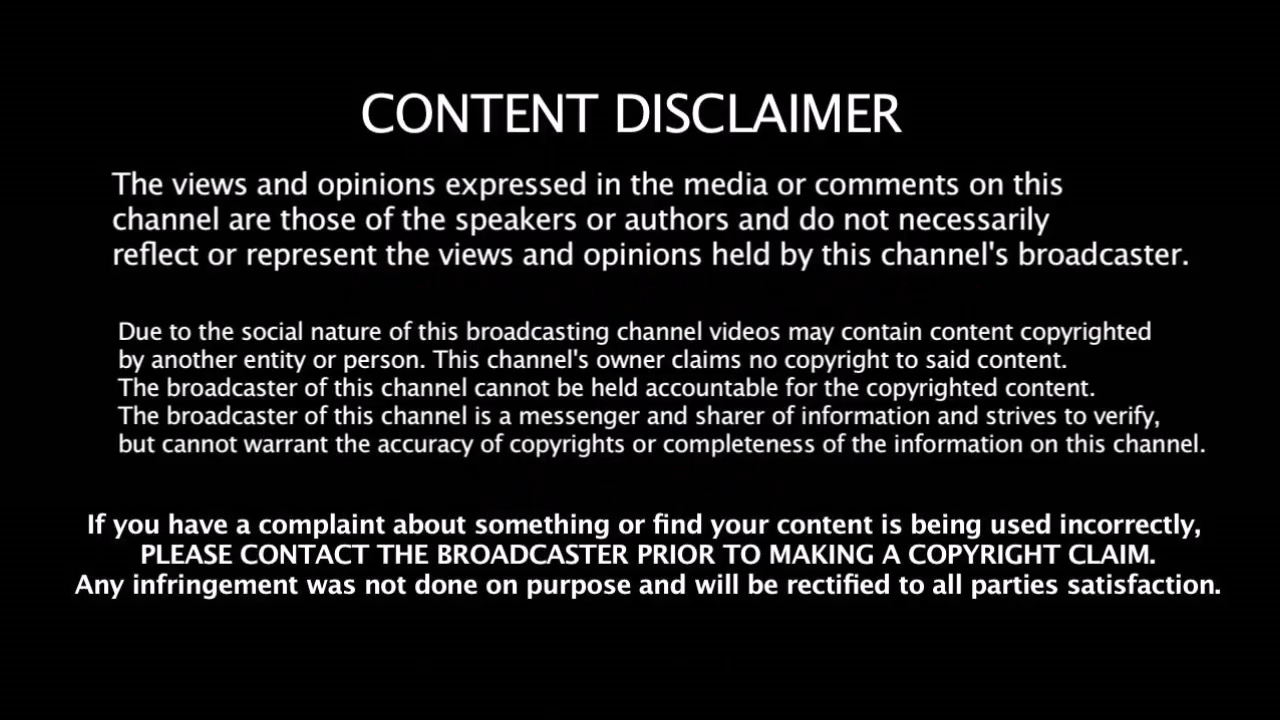 CONTENT DISCLAIMER
The views and opinions expressed in the media or comments on this
channel are those of the speakers or authors and do not necessarily
reflect or represent the views and opinions held by this channel's broadcaster.
Due to the social nature of this broadcasting channel videos may contain content copyrighted
by another entity or person. This channel's owner claims no copyright to said content.
The broadcaster of this channel cannot be held accountable for the copyrighted content.
The broadcaster of this channel is a messenger and sharer of information and strives to verify,
but cannot warrant the accuracy of copyrights or completeness of the information on this channel.
If you have a complaint about something or find your content is being used incorrectly,
PLEASE CONTACT THE BROADCASTER PRIOR TO MAKING A COPYRIGHT CLAIM.
Any infringement was not done on purpose and will be rectified to all parties satisfaction.